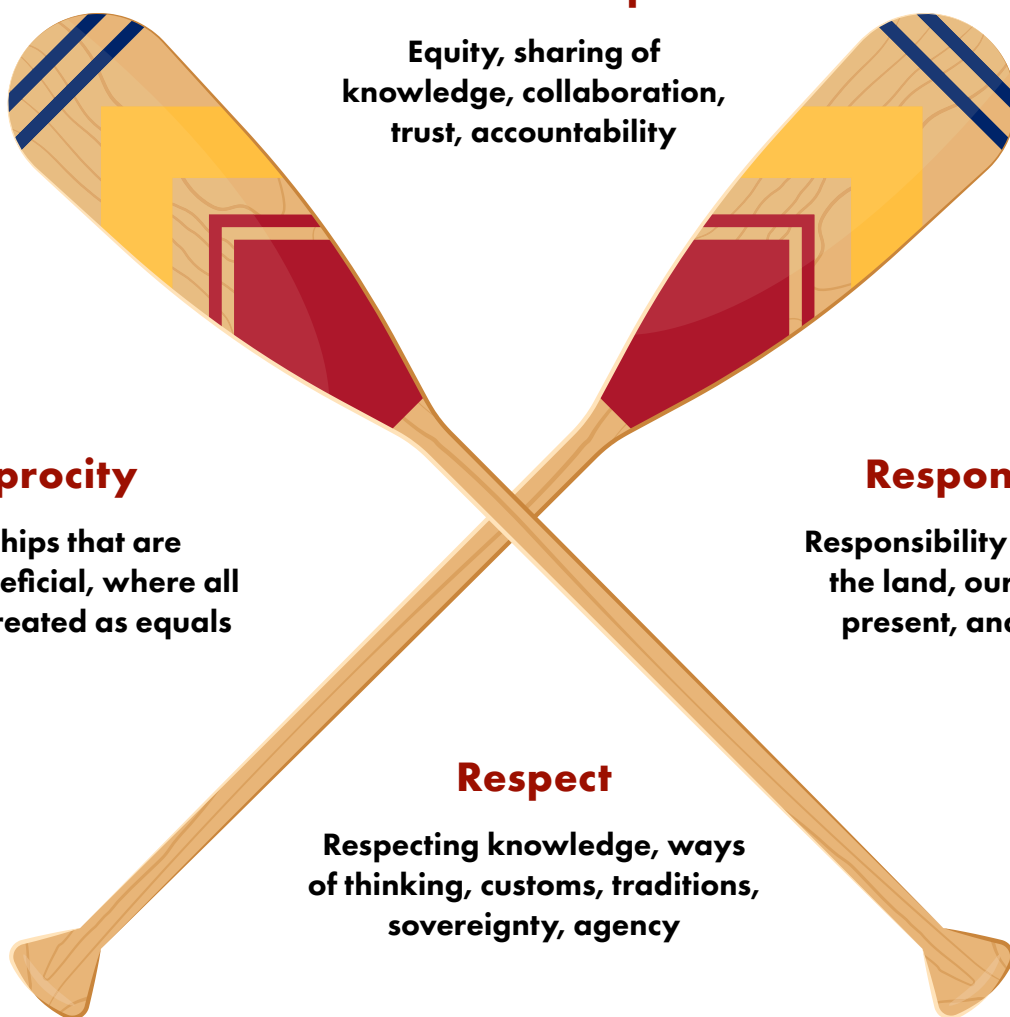 Equity, sharing of
knowledge, collaboration,
trust, accountability
procity
hips that are
eficial, where all
reated as equals
Respon
Responsibility
the land, our
present, and
Respect
Respecting knowledge, ways
of thinking, customs, traditions,
sovereignty, agency